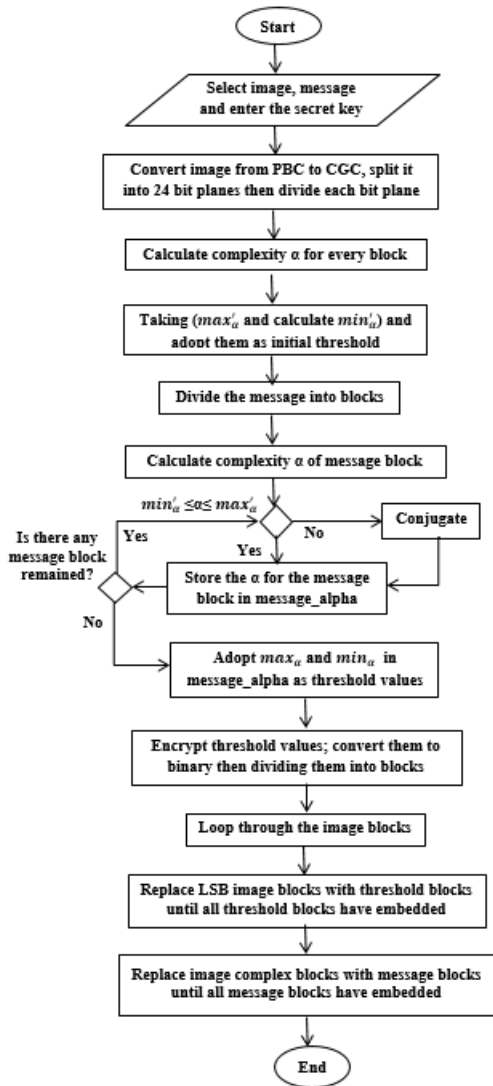 Start
Select image, message
and enter the secret key
Convert image from PBC to CGC, split it
into 24 bit planes then divide each bit plane
Calculate complexity α for every block
Taking (max′α and calculate min′α) and
adopt them as initial threshold
Divide the message into blocks
Calculate complexity α of message block
min′α ≤α≤ max′α
Is there any
message block
remained?
Yes
No
Conjugate
Yes
Store the α for the message
block in message_alpha
No
Adopt maxα and minα in
message_alpha as threshold values
Encrypt threshold values; convert them to
binary then dividing them into blocks
Loop through the image blocks
Replace LSB image blocks with threshold blocks
until all threshold blocks have embedded
Replace image complex blocks with message blocks
until all message blocks have embedded
End